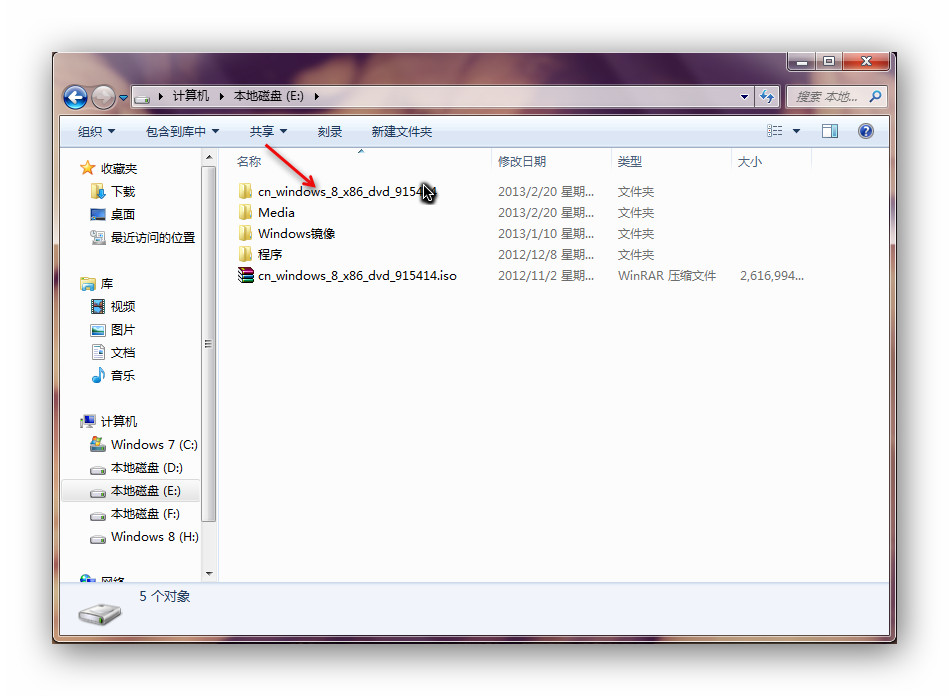 计算机 本地磁盘 (E:)
搜索 本地...
组织 包含到库中 共享 刻录 新建文件夹
名称 修改日期 类型 大小
收藏夹
下载
桌面
最近访问的位置
库
视频
图片
文档
音乐
计算机
Windows 7 (C:)
本地磁盘 (D:)
本地磁盘 (E:)
本地磁盘 (F:)
Windows 8 (H:)
网络
cn_windows_8_x86_dvd_915414 2013/2/20 星期... 文件夹
Media 2013/2/20 星期... 文件夹
Windows镜像 2013/1/10 星期... 文件夹
程序 2012/12/8 星期... 文件夹
cn_windows_8_x86_dvd_915414.iso 2012/11/2 星期... WinRAR 压缩文件 2,616,994...
5 个对象